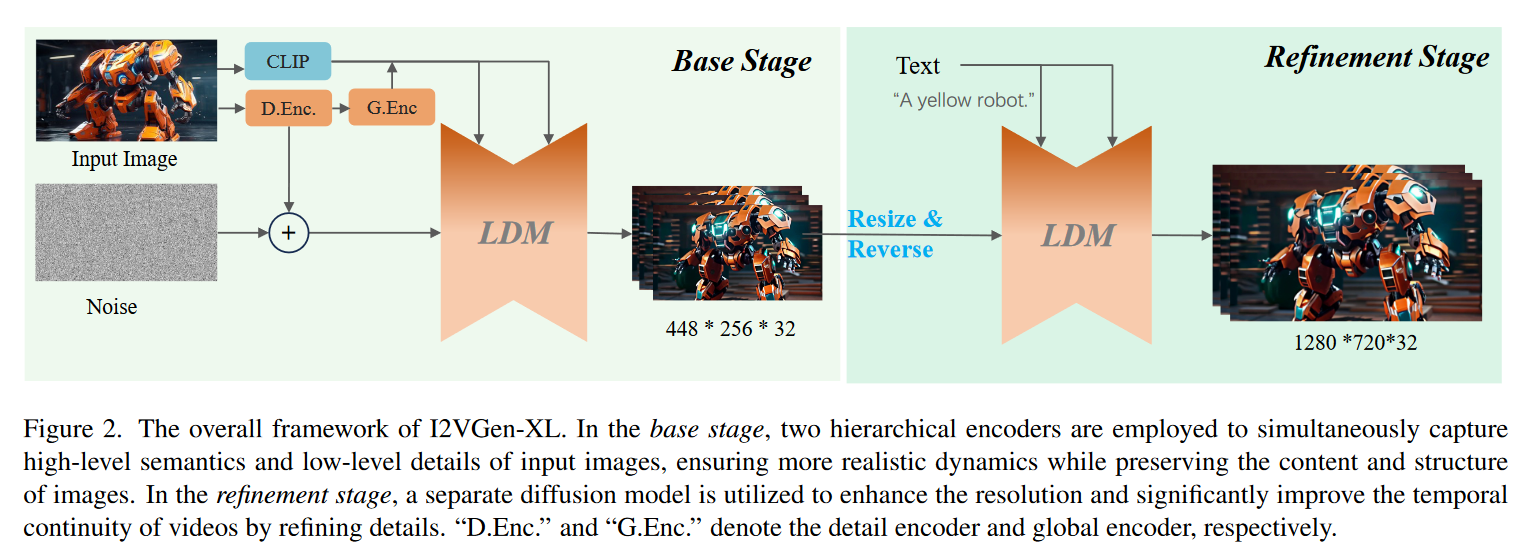 CLIP
Base Stage
Refinement Stage
D.Enc.
G.Enc
Text
"A yellow robot."
Input Image
+
LDM
Resize &
Reverse
LDM
Noise
448 * 256 * 32
1280 *720*32
Figure 2. The overall framework of I2VGen-XL. In the base stage, two hierarchical encoders are employed to simultaneously capture
high-level semantics and low-level details of input images, ensuring more realistic dynamics while preserving the content and structure
of images. In the refinement stage, a separate diffusion model is utilized to enhance the resolution and significantly improve the temporal
continuity of videos by refining details. “D.Enc.” and “G.Enc.” denote the detail encoder and global encoder, respectively.